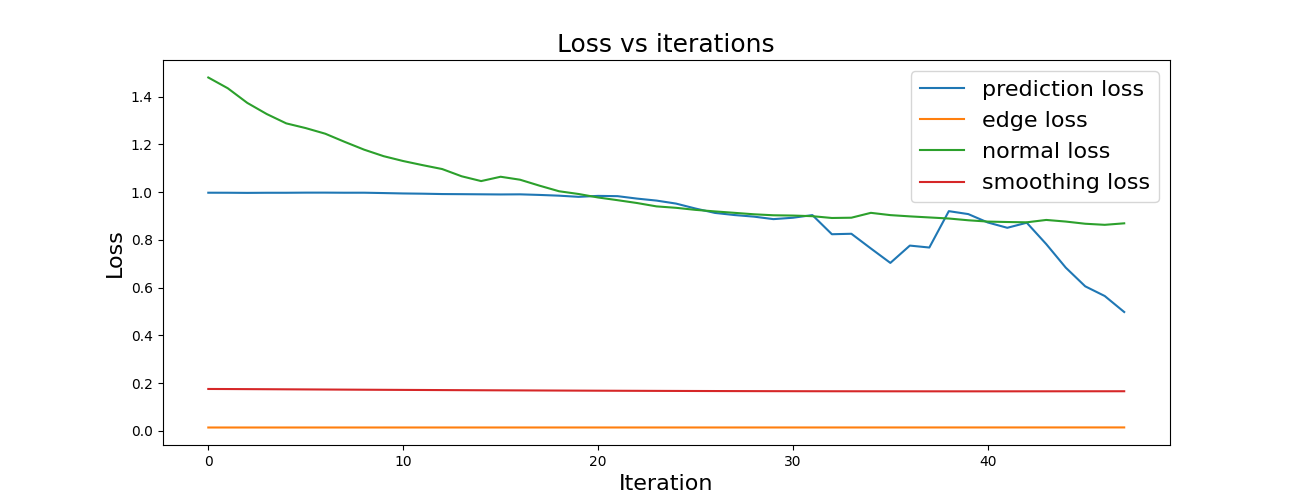 Loss vs iterations
prediction loss
edge loss
normal loss
smoothing loss
Loss
1.4
1.2
1.0
0.8
0.6
0.4
0.2
0.0
0 10 20 30 40
Iteration